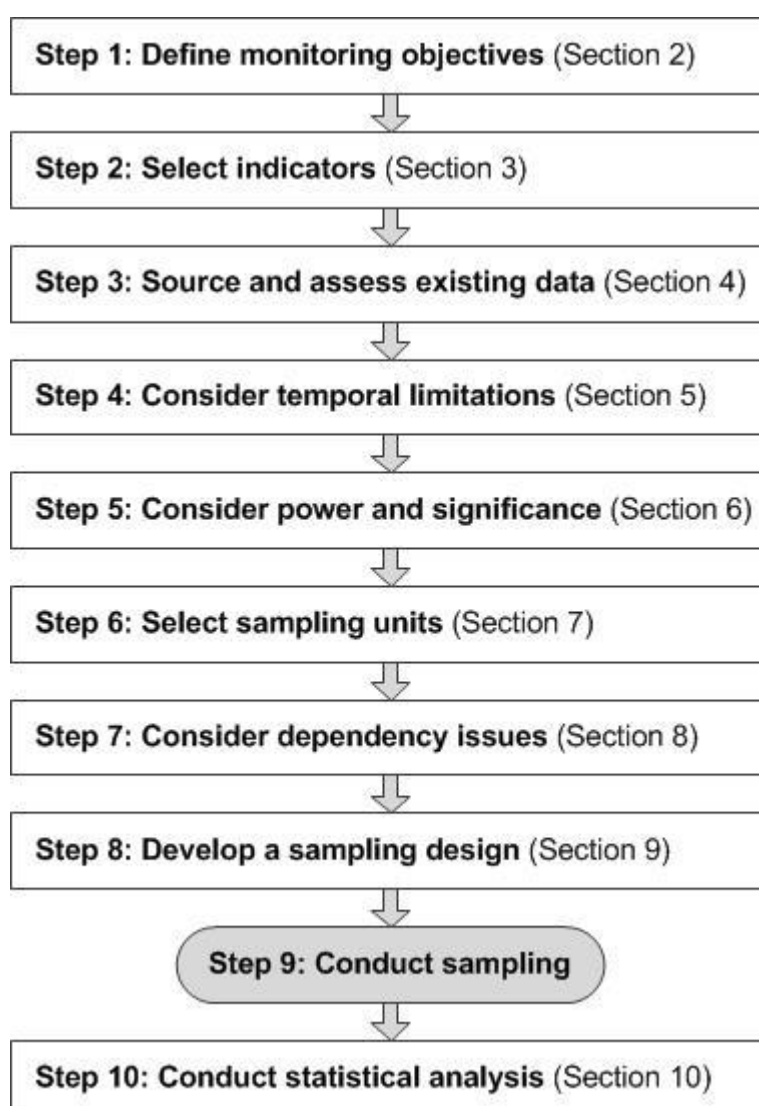 Step 1: Define monitoring objectives (Section 2)
Step 2: Select indicators (Section 3)
Step 3: Source and assess existing data (Section 4)
Step 4: Consider temporal limitations (Section 5)
Step 5: Consider power and significance (Section 6)
Step 6: Select sampling units (Section 7)
Step 7: Consider dependency issues (Section 8)
Step 8: Develop a sampling design (Section 9)
Step 9: Conduct sampling
Step 10: Conduct statistical analysis (Section 10)